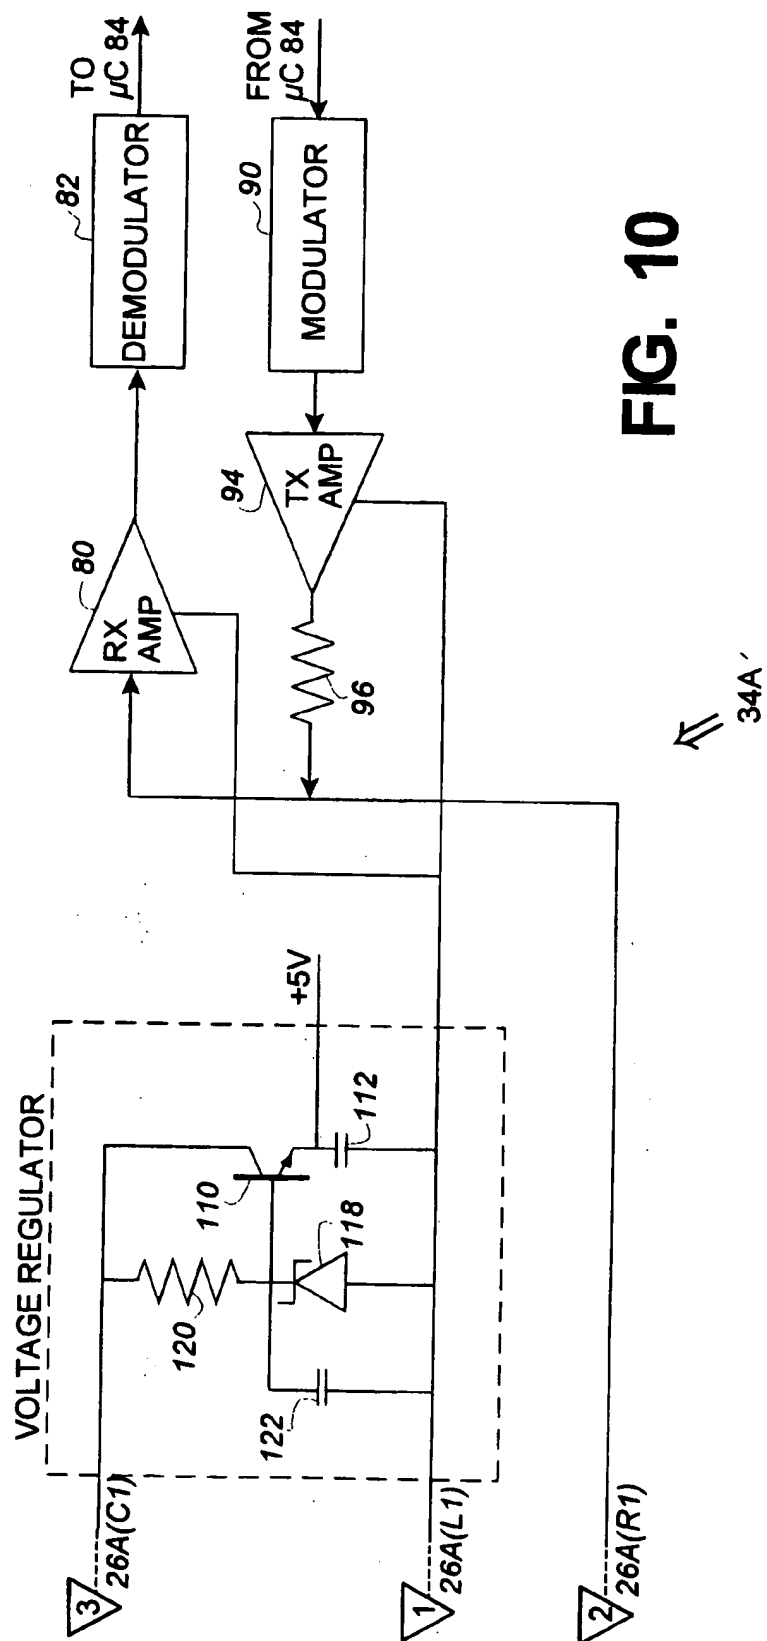 VOLTAGE REGULATOR
3
26A(C1)
1
26A(L1)
2
26A(R1)
120
110
118
122
112
+5V
RX
AMP
80
DEMODULATOR
82
TO
µC 84
96
TX
AMP
94
MODULATOR
90
FROM
µC 84
34A′
FIG. 10